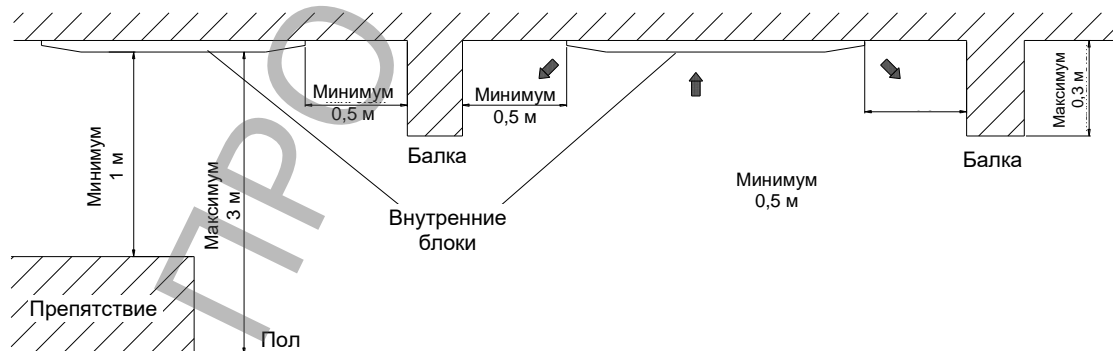 Минимум
0,5 м
Минимум
0,5 м
Максимум
0,3 м
Минимум
1 м
Максимум
3 м
Балка
Балка
Минимум
0,5 м
Внутренние
блоки
Препятствие
Пол
ПРО